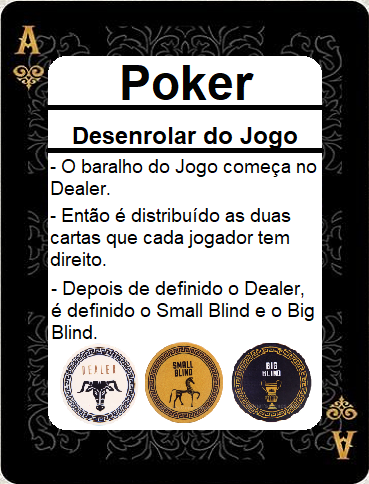 A
Poker
Desenrolar do Jogo
- O baralho do Jogo começa no
Dealer.
- Então é distribuído as duas
cartas que cada jogador tem
direito.
- Depois de definido o Dealer,
é definido o Small Blind e o Big
Blind.
DEALER
SMALL
BLIND
BIG
BLIND
A